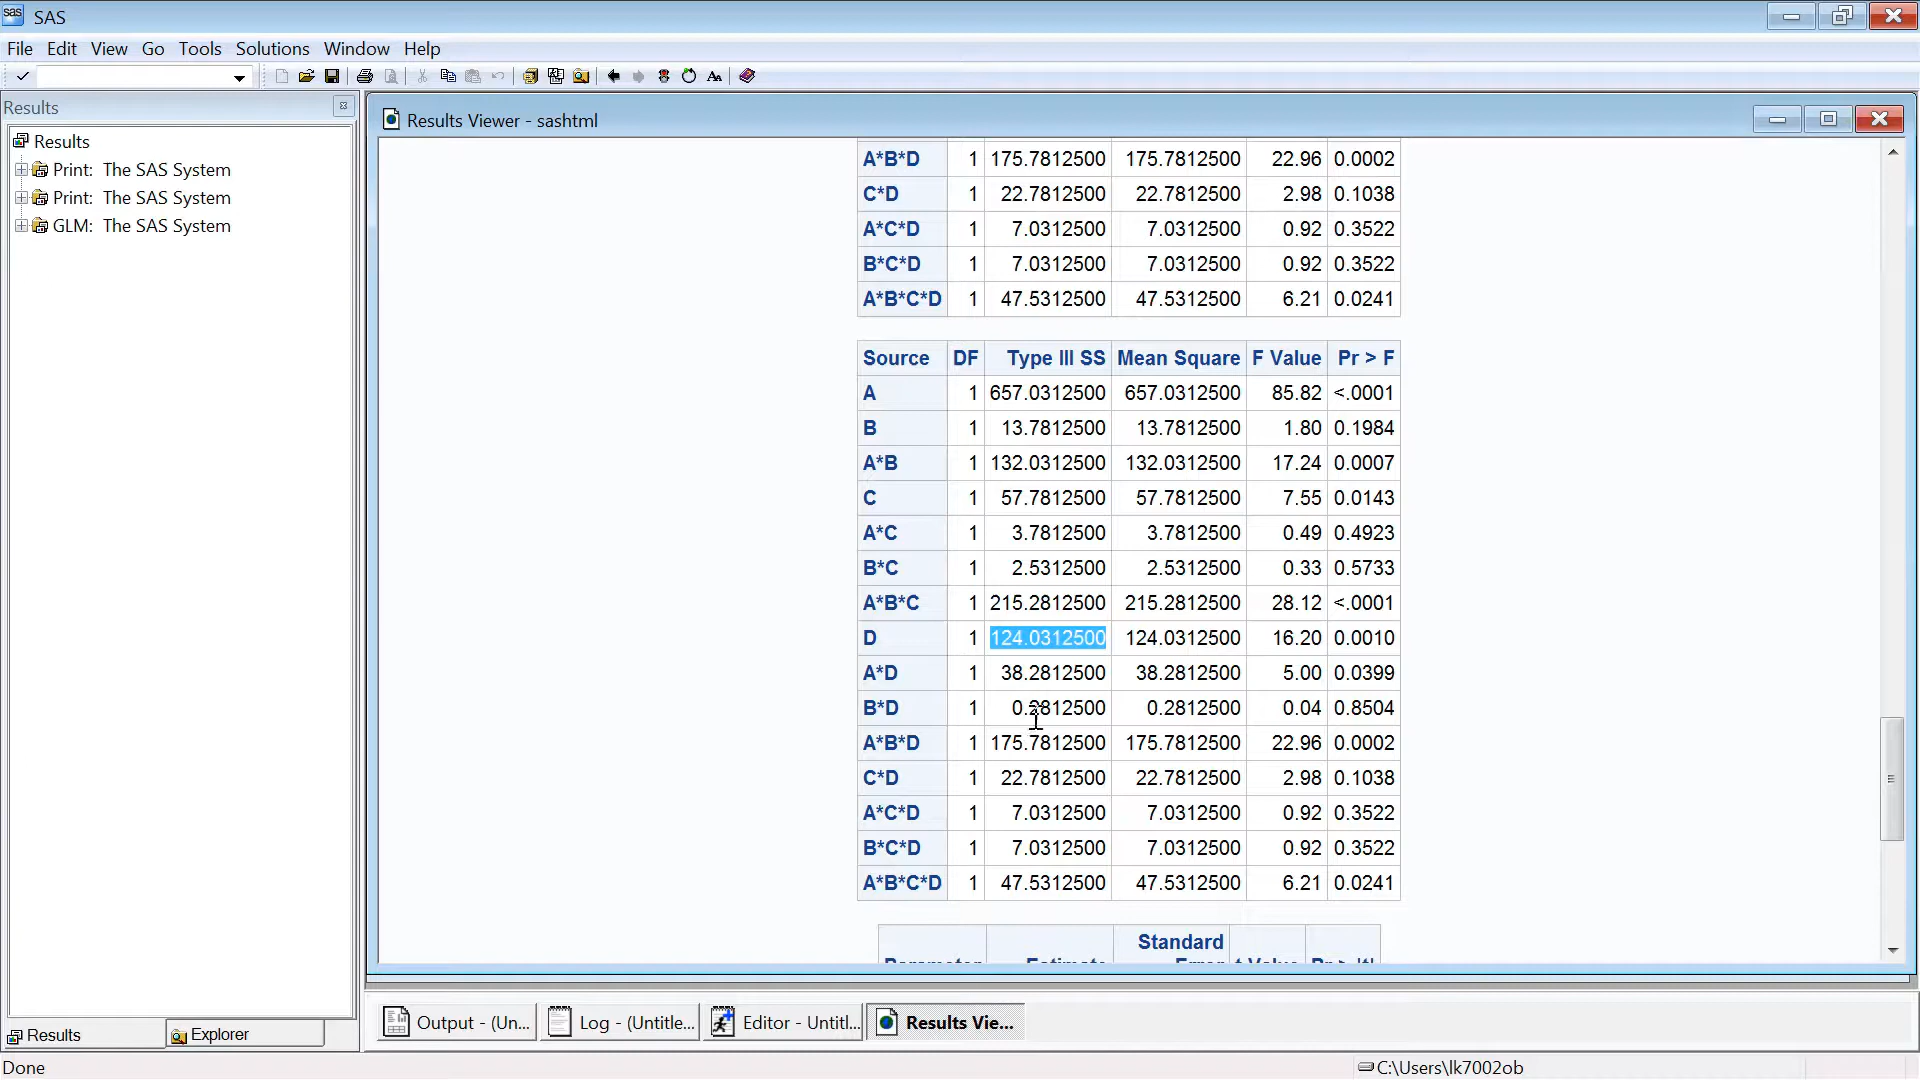 SAS
File Edit View Go Tools Solutions Window Help
Results
Results Viewer - sashtml
Results
Print: The SAS System
Print: The SAS System
GLM: The SAS System
A*B*D 1 175.7812500 175.7812500 22.96 0.0002
C*D 1 22.7812500 22.7812500 2.98 0.1038
A*C*D 1 7.0312500 7.0312500 0.92 0.3522
B*C*D 1 7.0312500 7.0312500 0.92 0.3522
A*B*C*D 1 47.5312500 47.5312500 6.21 0.0241
Source DF Type III SS Mean Square F Value Pr > F
A 1 657.0312500 657.0312500 85.82 <.0001
B 1 13.7812500 13.7812500 1.80 0.1984
A*B 1 132.0312500 132.0312500 17.24 0.0007
C 1 57.7812500 57.7812500 7.55 0.0143
A*C 1 3.7812500 3.7812500 0.49 0.4923
B*C 1 2.5312500 2.5312500 0.33 0.5733
A*B*C 1 215.2812500 215.2812500 28.12 <.0001
D 1 124.0312500 124.0312500 16.20 0.0010
A*D 1 38.2812500 38.2812500 5.00 0.0399
B*D 1 0.2812500 0.2812500 0.04 0.8504
A*B*D 1 175.7812500 175.7812500 22.96 0.0002
C*D 1 22.7812500 22.7812500 2.98 0.1038
A*C*D 1 7.0312500 7.0312500 0.92 0.3522
B*C*D 1 7.0312500 7.0312500 0.92 0.3522
A*B*C*D 1 47.5312500 47.5312500 6.21 0.0241
Standard
Parameter Estimate Error t Value Pr > |t|
Output - (Un... Log - (Untitle... Editor - Untitl... Results Vie...
Results Explorer
Done C:\Users\lk7002ob